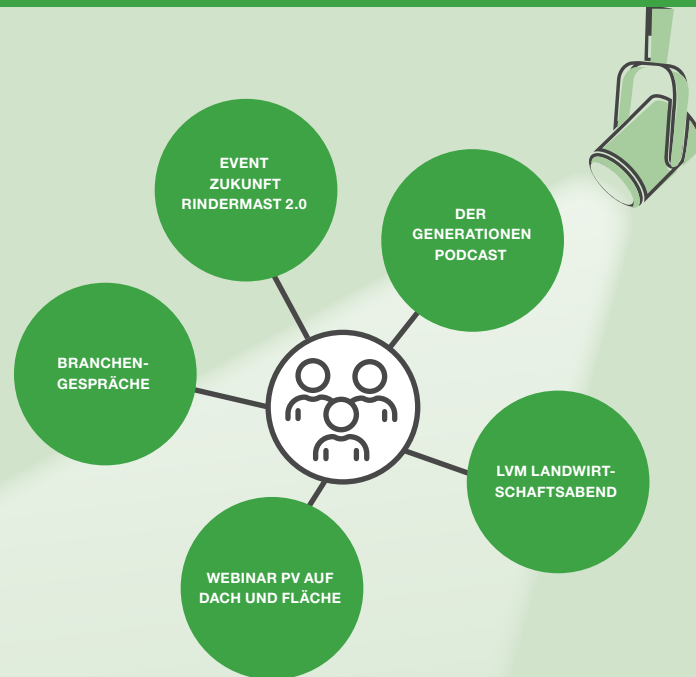 EVENT
ZUKUNFT
RINDERMAST 2.0
DER
GENERATIONEN
PODCAST
BRANCHEN-
GESPRÄCHE
LVM LANDWIRT-
SCHAFTSABEND
WEBINAR PV AUF
DACH UND FLÄCHE